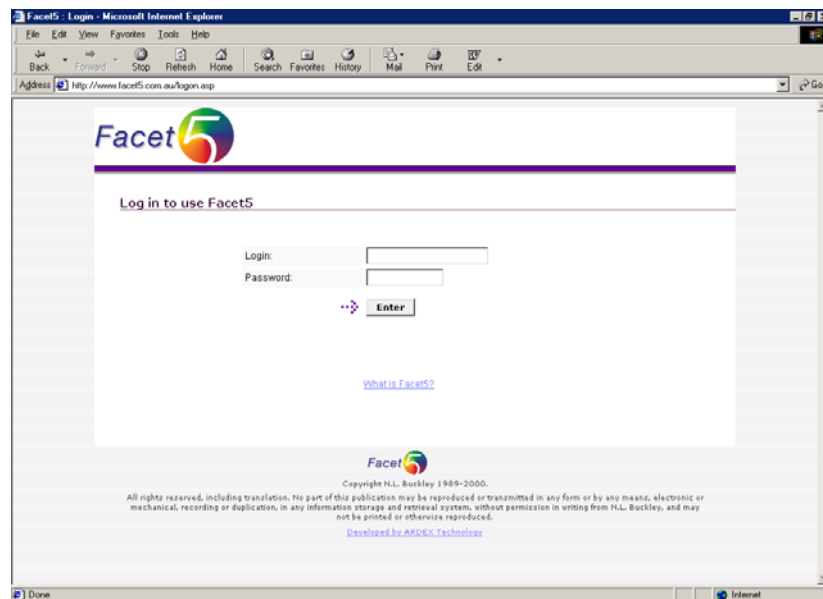 Facet5 : Login - Microsoft Internet Explorer
File Edit View Favorites Tools Help
Back Forward Stop Refresh Home Search Favorites History Mail Print Edit
Address http://www.facet5.com.au/logon.asp Go
Facet5
Log in to use Facet5
Login:
Password:
Enter
What is Facet5?
Facet5
Copyright N.L. Buckley 1989-2000.
All rights reserved, including translation. No part of this publication may be reproduced or transmitted in any form or by any means, electronic or
mechanical, recording or duplication, in any information storage and retrieval system, without permission in writing from N.L. Buckley, and may
not be printed or otherwise reproduced.
Developed by ARDEX Technology
Done Internet